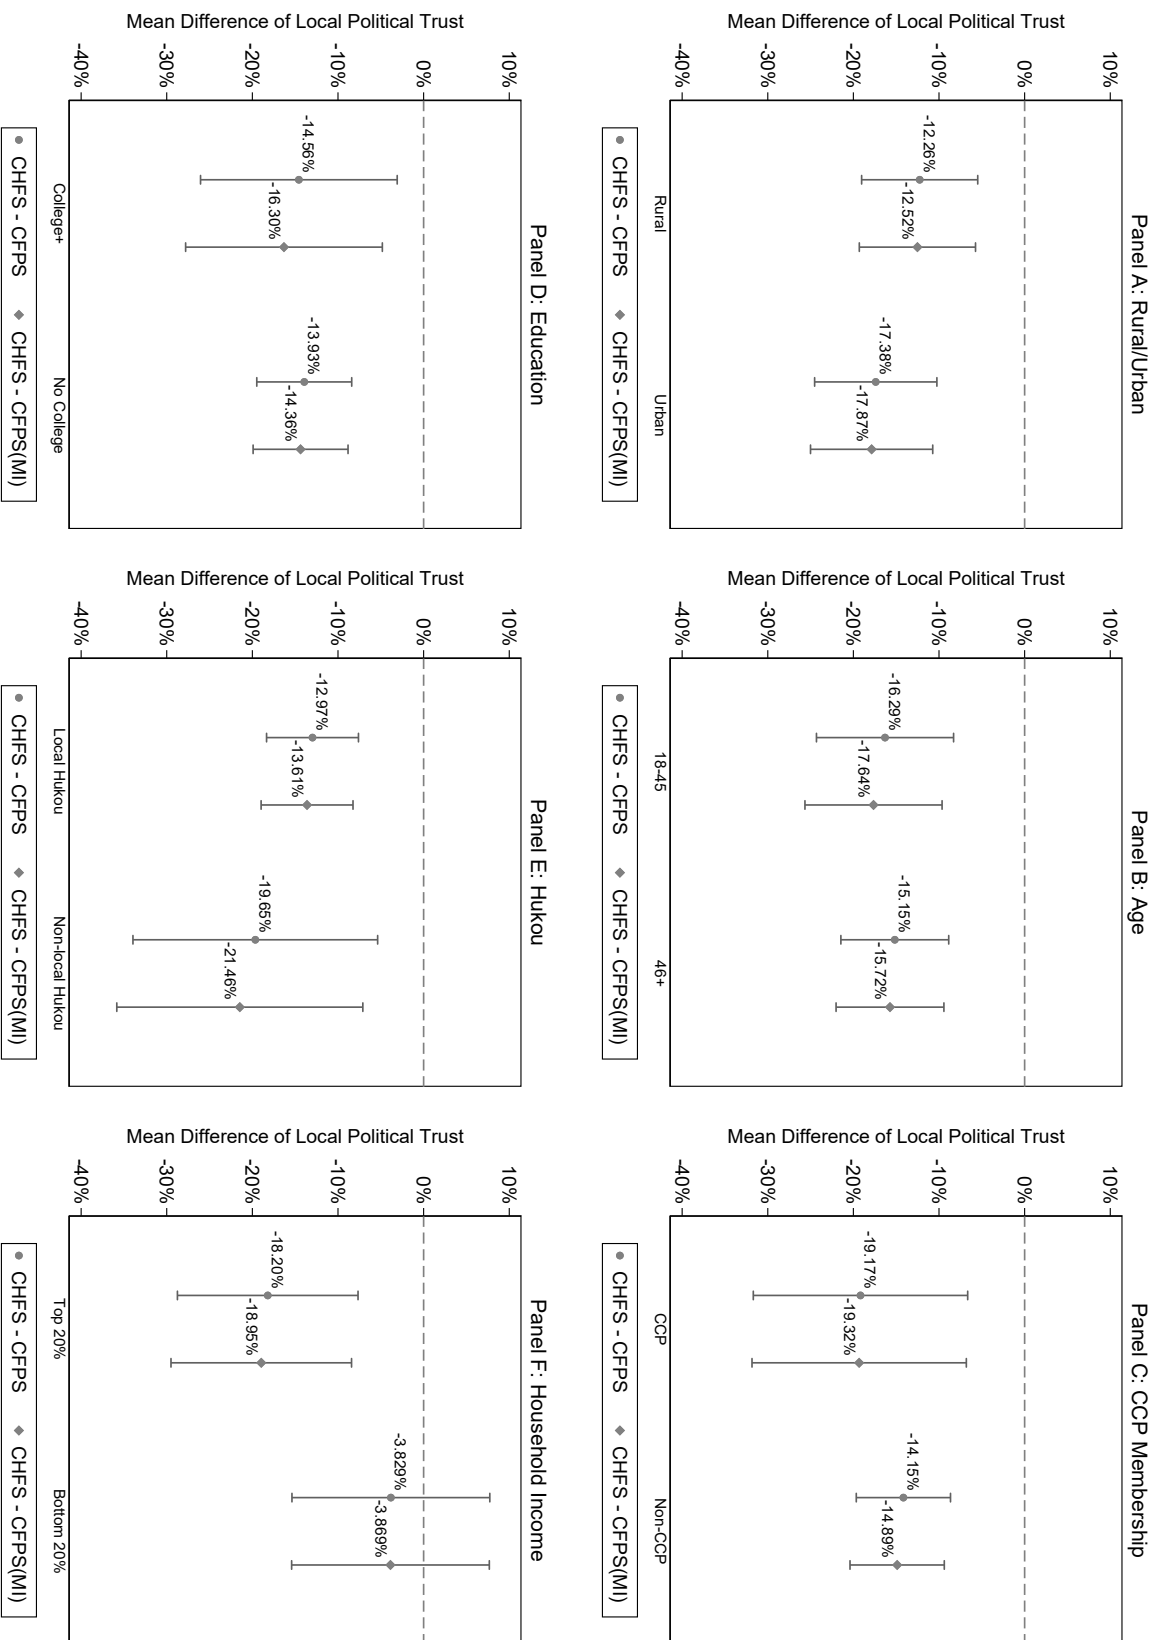 Panel A: Rural/Urban
Mean Difference of Local Political Trust
10%
0%
-10%
-20%
-30%
-40%
-12.26%
-12.52%
-17.38%
-17.87%
Rural
Urban
CHFS - CFPS
CHFS - CFPS(MI)
Panel B: Age
Mean Difference of Local Political Trust
10%
0%
-10%
-20%
-30%
-40%
-16.29%
-17.64%
-15.15%
-15.72%
18-45
46+
CHFS - CFPS
CHFS - CFPS(MI)
Panel C: CCP Membership
Mean Difference of Local Political Trust
10%
0%
-10%
-20%
-30%
-40%
-19.17%
-19.32%
-14.15%
-14.89%
CCP
Non-CCP
CHFS - CFPS
CHFS - CFPS(MI)
Panel D: Education
Mean Difference of Local Political Trust
10%
0%
-10%
-20%
-30%
-40%
-14.56%
-16.30%
-13.93%
-14.36%
College+
No College
CHFS - CFPS
CHFS - CFPS(MI)
Panel E: Hukou
Mean Difference of Local Political Trust
10%
0%
-10%
-20%
-30%
-40%
-12.97%
-13.61%
-19.65%
-21.46%
Local Hukou
Non-local Hukou
CHFS - CFPS
CHFS - CFPS(MI)
Panel F: Household Income
Mean Difference of Local Political Trust
10%
0%
-10%
-20%
-30%
-40%
-18.20%
-18.95%
-3.829%
-3.869%
Top 20%
Bottom 20%
CHFS - CFPS
CHFS - CFPS(MI)